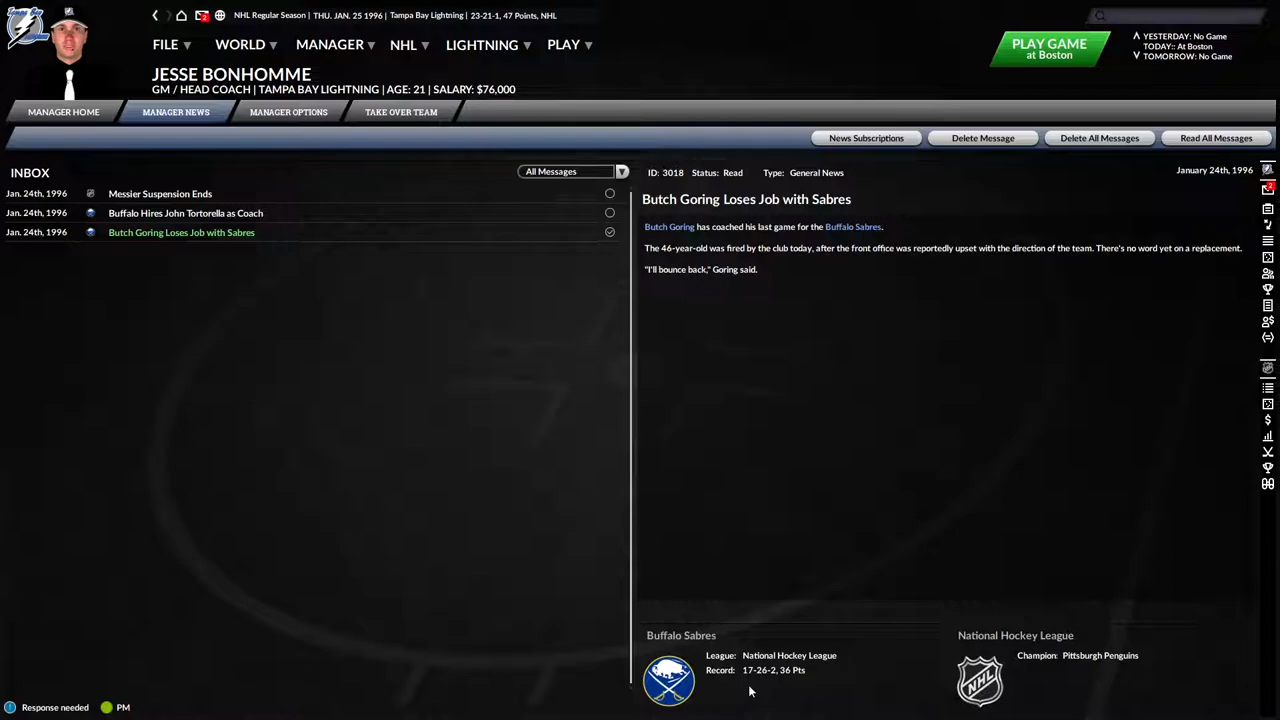 NHL Regular Season | THU. JAN. 25 1996 | Tampa Bay Lightning | 23-21-1, 47 Points, NHL
2
FILE WORLD MANAGER NHL LIGHTNING PLAY
PLAY GAME
at Boston
YESTERDAY: No Game
TODAY:: At Boston
TOMORROW: No Game
JESSE BONHOMME
GM / HEAD COACH | TAMPA BAY LIGHTNING | AGE: 21 | SALARY: $76,000
MANAGER HOME MANAGER NEWS MANAGER OPTIONS TAKE OVER TEAM
News Subscriptions Delete Message Delete All Messages Read All Messages
INBOX All Messages
Jan. 24th, 1996 Messier Suspension Ends
Jan. 24th, 1996 Buffalo Hires John Tortorella as Coach
Jan. 24th, 1996 Butch Goring Loses Job with Sabres
ID: 3018 Status: Read Type: General News January 24th, 1996
Butch Goring Loses Job with Sabres
Butch Goring has coached his last game for the Buffalo Sabres.
The 46-year-old was fired by the club today, after the front office was reportedly upset with the direction of the team. There's no word yet on a replacement.
"I'll bounce back," Goring said.
Buffalo Sabres
League: National Hockey League
Record: 17-26-2, 36 Pts
National Hockey League
Champion: Pittsburgh Penguins
NHL
Response needed PM